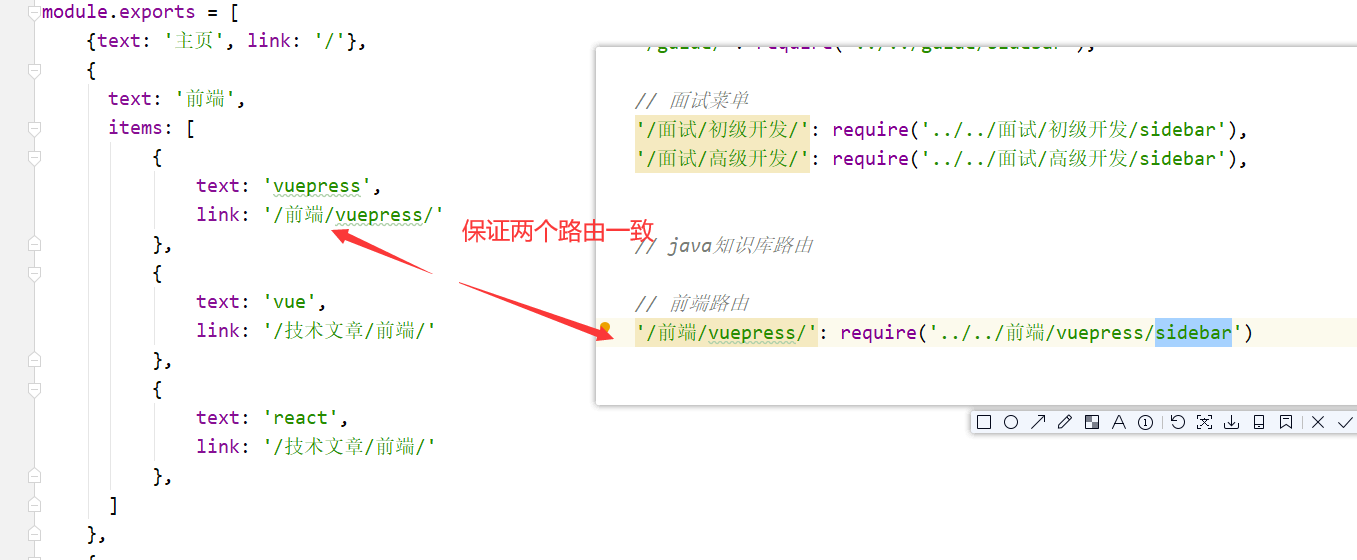 module.exports = [
{text: '主页', link: '/'},
{
text: '前端',
items: [
{
text: 'vuepress',
link: '/前端/vuepress/'
},
{
text: 'vue',
link: '/技术文章/前端/'
},
{
text: 'react',
link: '/技术文章/前端/'
},
]
},
{
保证两个路由一致
// 面试菜单
'/面试/初级开发/': require('../../面试/初级开发/sidebar'),
'/面试/高级开发/': require('../../面试/高级开发/sidebar'),
// java知识库路由
// 前端路由
'/前端/vuepress/': require('../../前端/vuepress/sidebar')